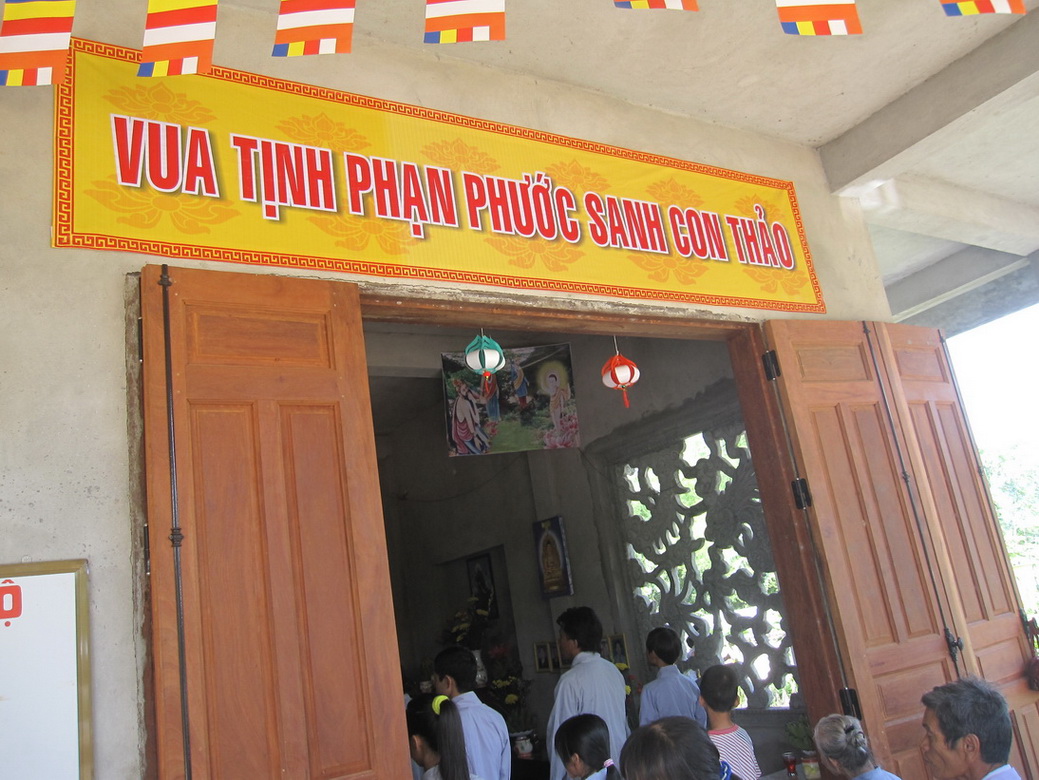 VUA TỊNH PHẠN PHƯỚC SANH CON THẢO
Ộ